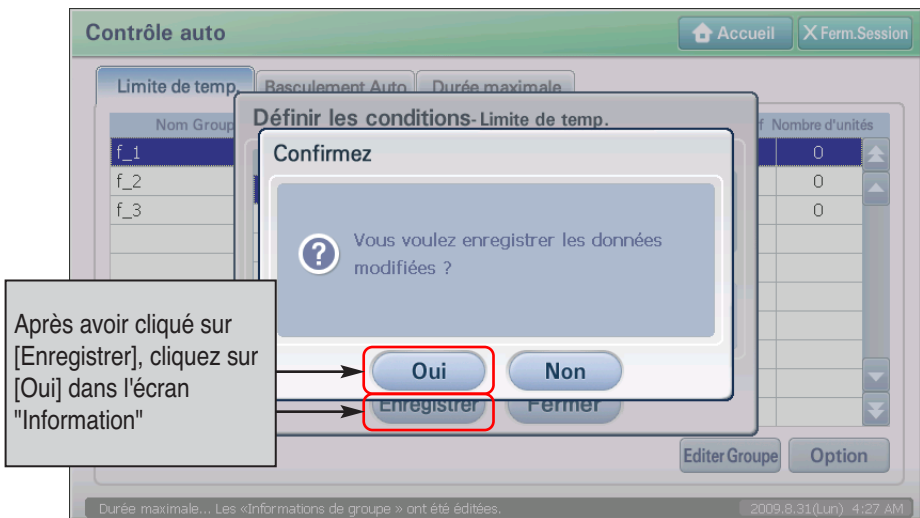 Contrôle auto
Accueil
X Ferm.Session
Limite de temp.
Basculement Auto
Durée maximale
Nom Group
Définir les conditions-Limite de temp.
f Nombre d'unités
f_1
0
f_2
0
f_3
0
Confirmez
Vous voulez enregistrer les données
modifiées ?
Oui
Non
Enregistrer
Fermer
Après avoir cliqué sur
[Enregistrer], cliquez sur
[Oui] dans l'écran
"Information"
Editer Groupe
Option
Durée maximale... Les «Informations de groupe » ont été éditées.
2009.8.31(Lun) 4:27 AM